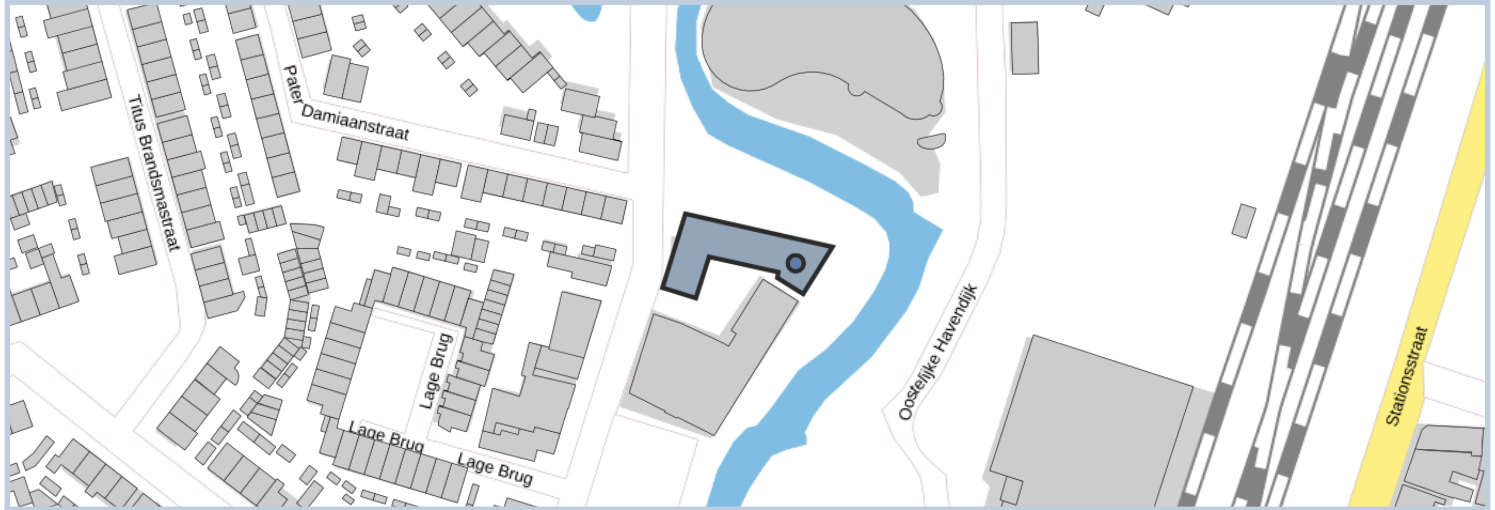 Pater
Damiaanstraat
Titus Brandsmastraat
Lage Brug
Lage Brug
Lage Brug
Oostelijke Havendijk
Stationsstraat